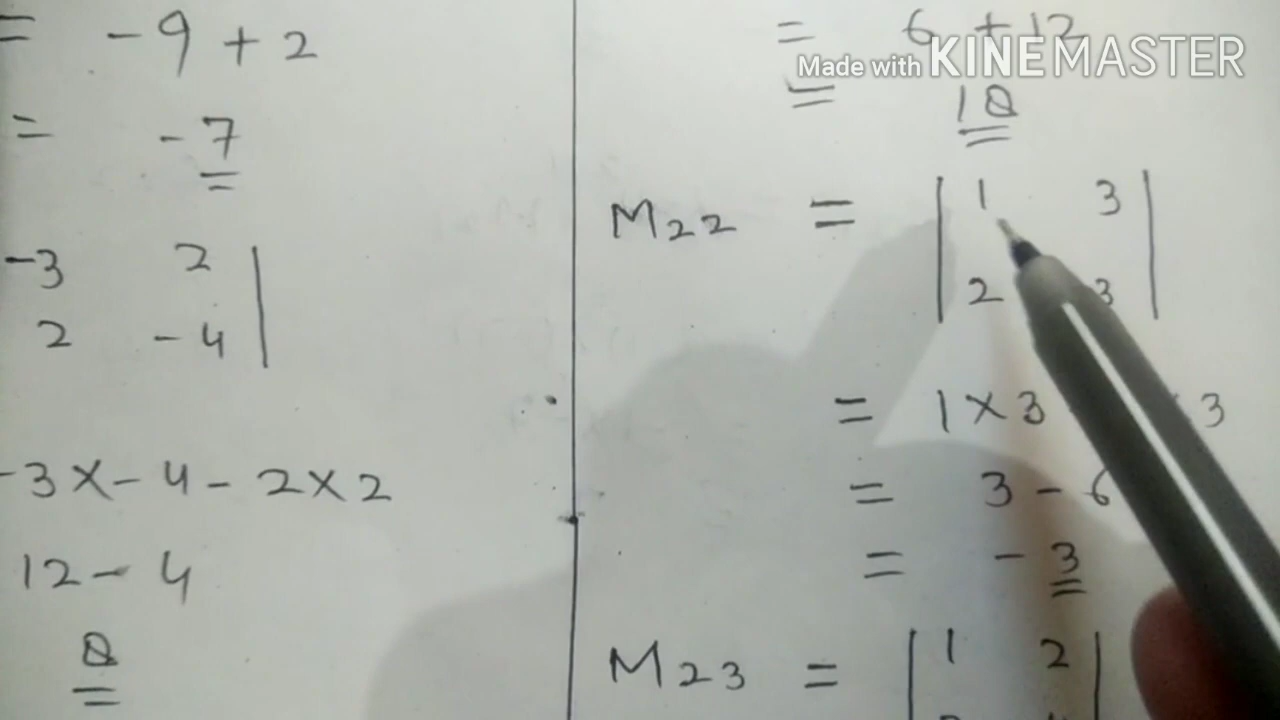 = -9 + 2
= -7
-3 2
2 -4
-3 × -4 - 2 × 2
12 - 4
8
= 6 + 12
Made with KINEMASTER
= 18
M22 = | 1 3 |
| 2 3 |
= 1 × 3 3
= 3 - 6
= -3
M23 = | 1 2 |